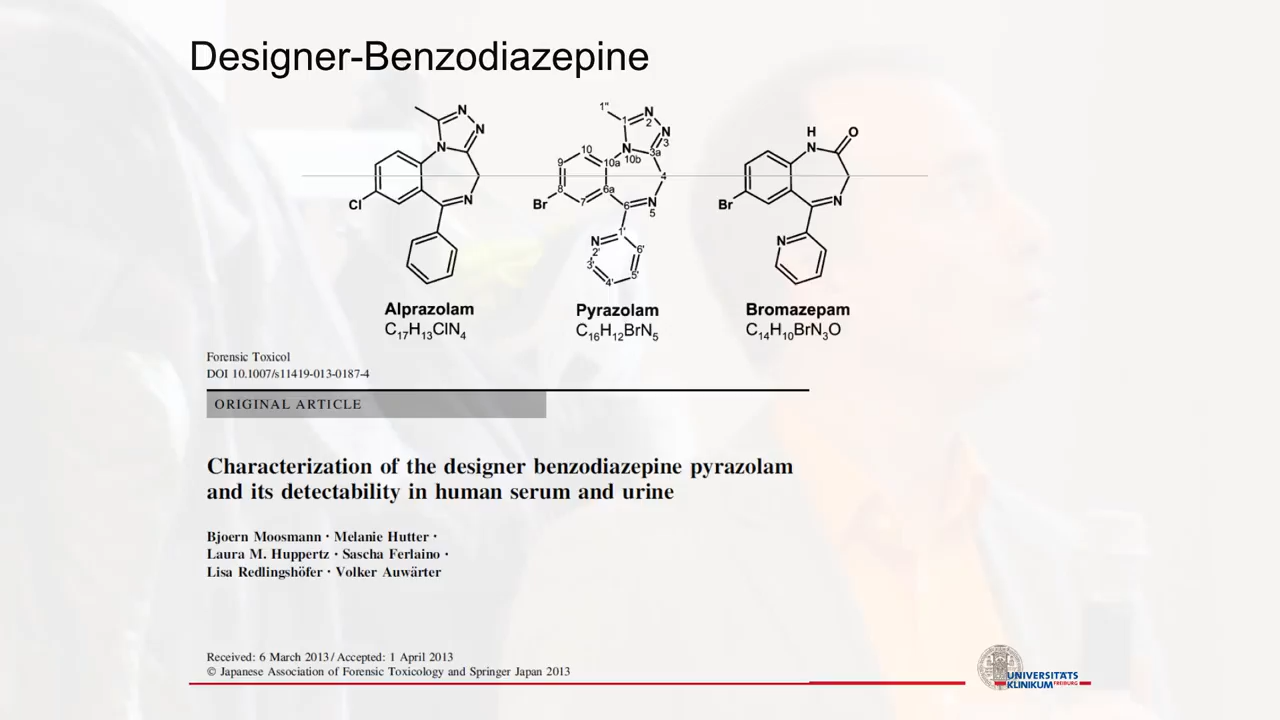 Designer-Benzodiazepine
N N N N Cl
1" 1 N 2 N 3 3a N 10b 10a 10 9 8 7 6a 6 N 5 4 Br 1' N 2' 3' 4' 5' 6'
H N O N Br N
Alprazolam
C17H13ClN4
Pyrazolam
C16H12BrN5
Bromazepam
C14H10BrN3O
Forensic Toxicol
DOI 10.1007/s11419-013-0187-4
ORIGINAL ARTICLE
Characterization of the designer benzodiazepine pyrazolam
and its detectability in human serum and urine
Bjoern Moosmann · Melanie Hutter ·
Laura M. Huppertz · Sascha Ferlaino ·
Lisa Redlingshöfer · Volker Auwärter
Received: 6 March 2013 / Accepted: 1 April 2013
© Japanese Association of Forensic Toxicology and Springer Japan 2013
UNIVERSITÄTS
KLINIKUM FREIBURG